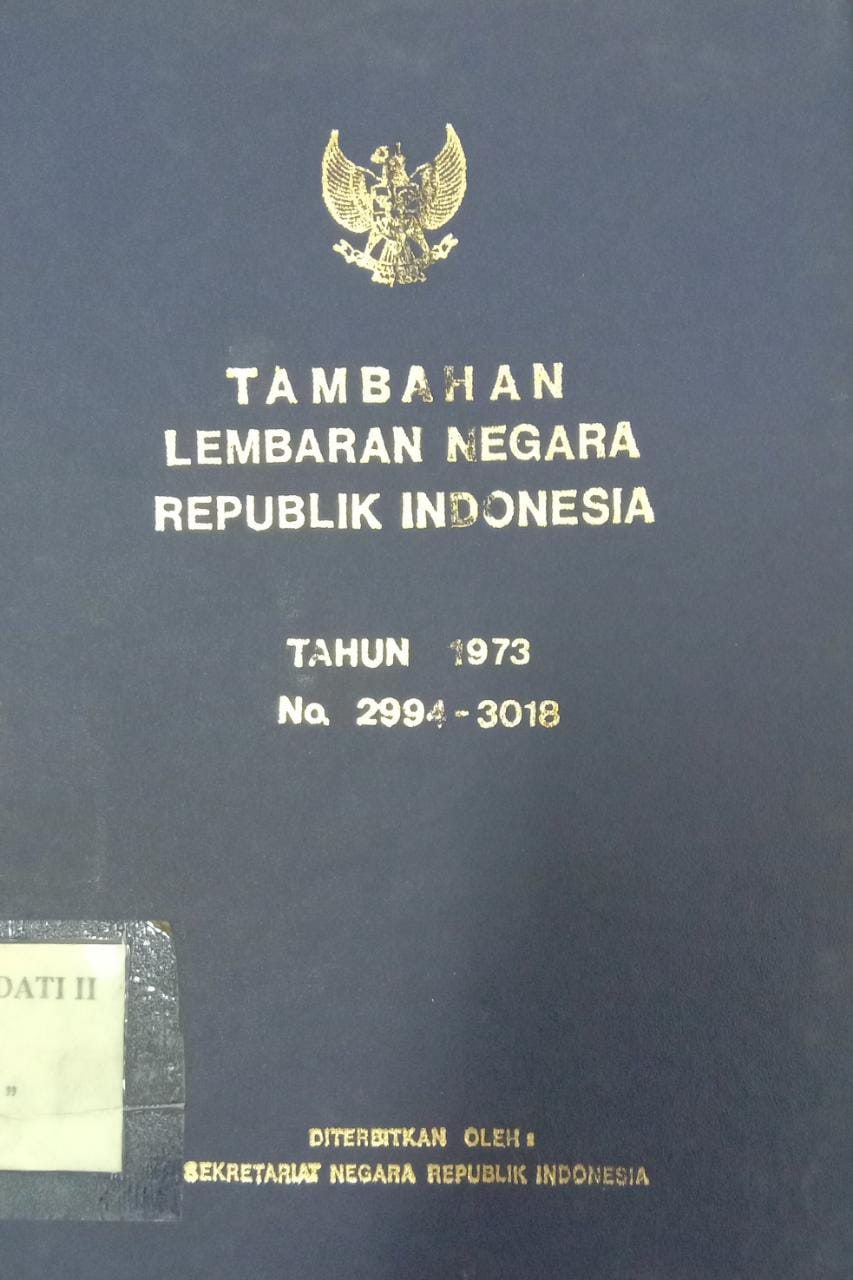 TAMBAHAN
LEMBARAN NEGARA
REPUBLIK INDONESIA
TAHUN 1973
No. 2994-3018
DATI II
”
DITERBITKAN OLEH :
SEKRETARIAT NEGARA REPUBLIK INDONESIA